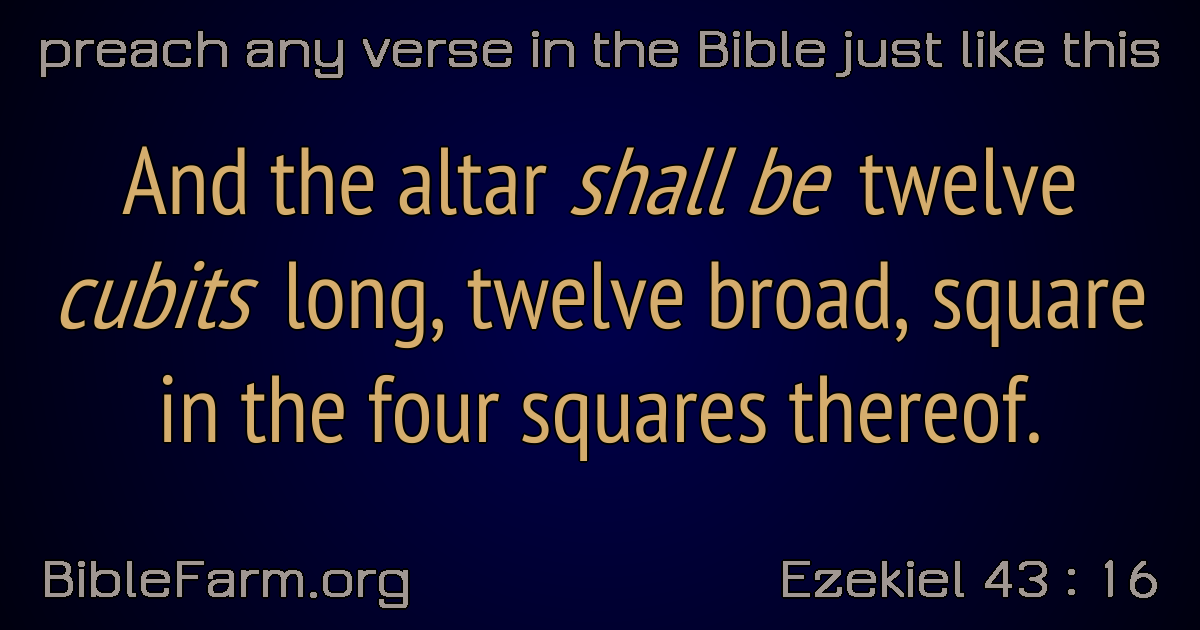 preach any verse in the Bible just like this
And the altar shall be twelve
cubits long, twelve broad, square
in the four squares thereof.
BibleFarm.org
Ezekiel 43 : 16